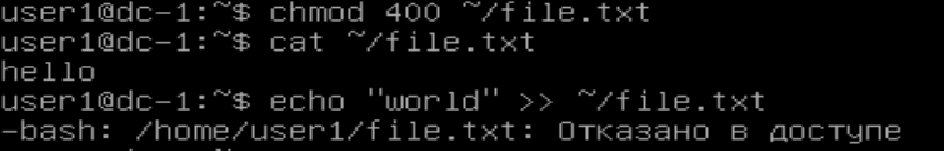 user1@dc-1:~$ chmod 400 ~/file.txt
user1@dc-1:~$ cat ~/file.txt
hello
user1@dc-1:~$ echo "world" >> ~/file.txt
-bash: /home/user1/file.txt: Отказано в доступе